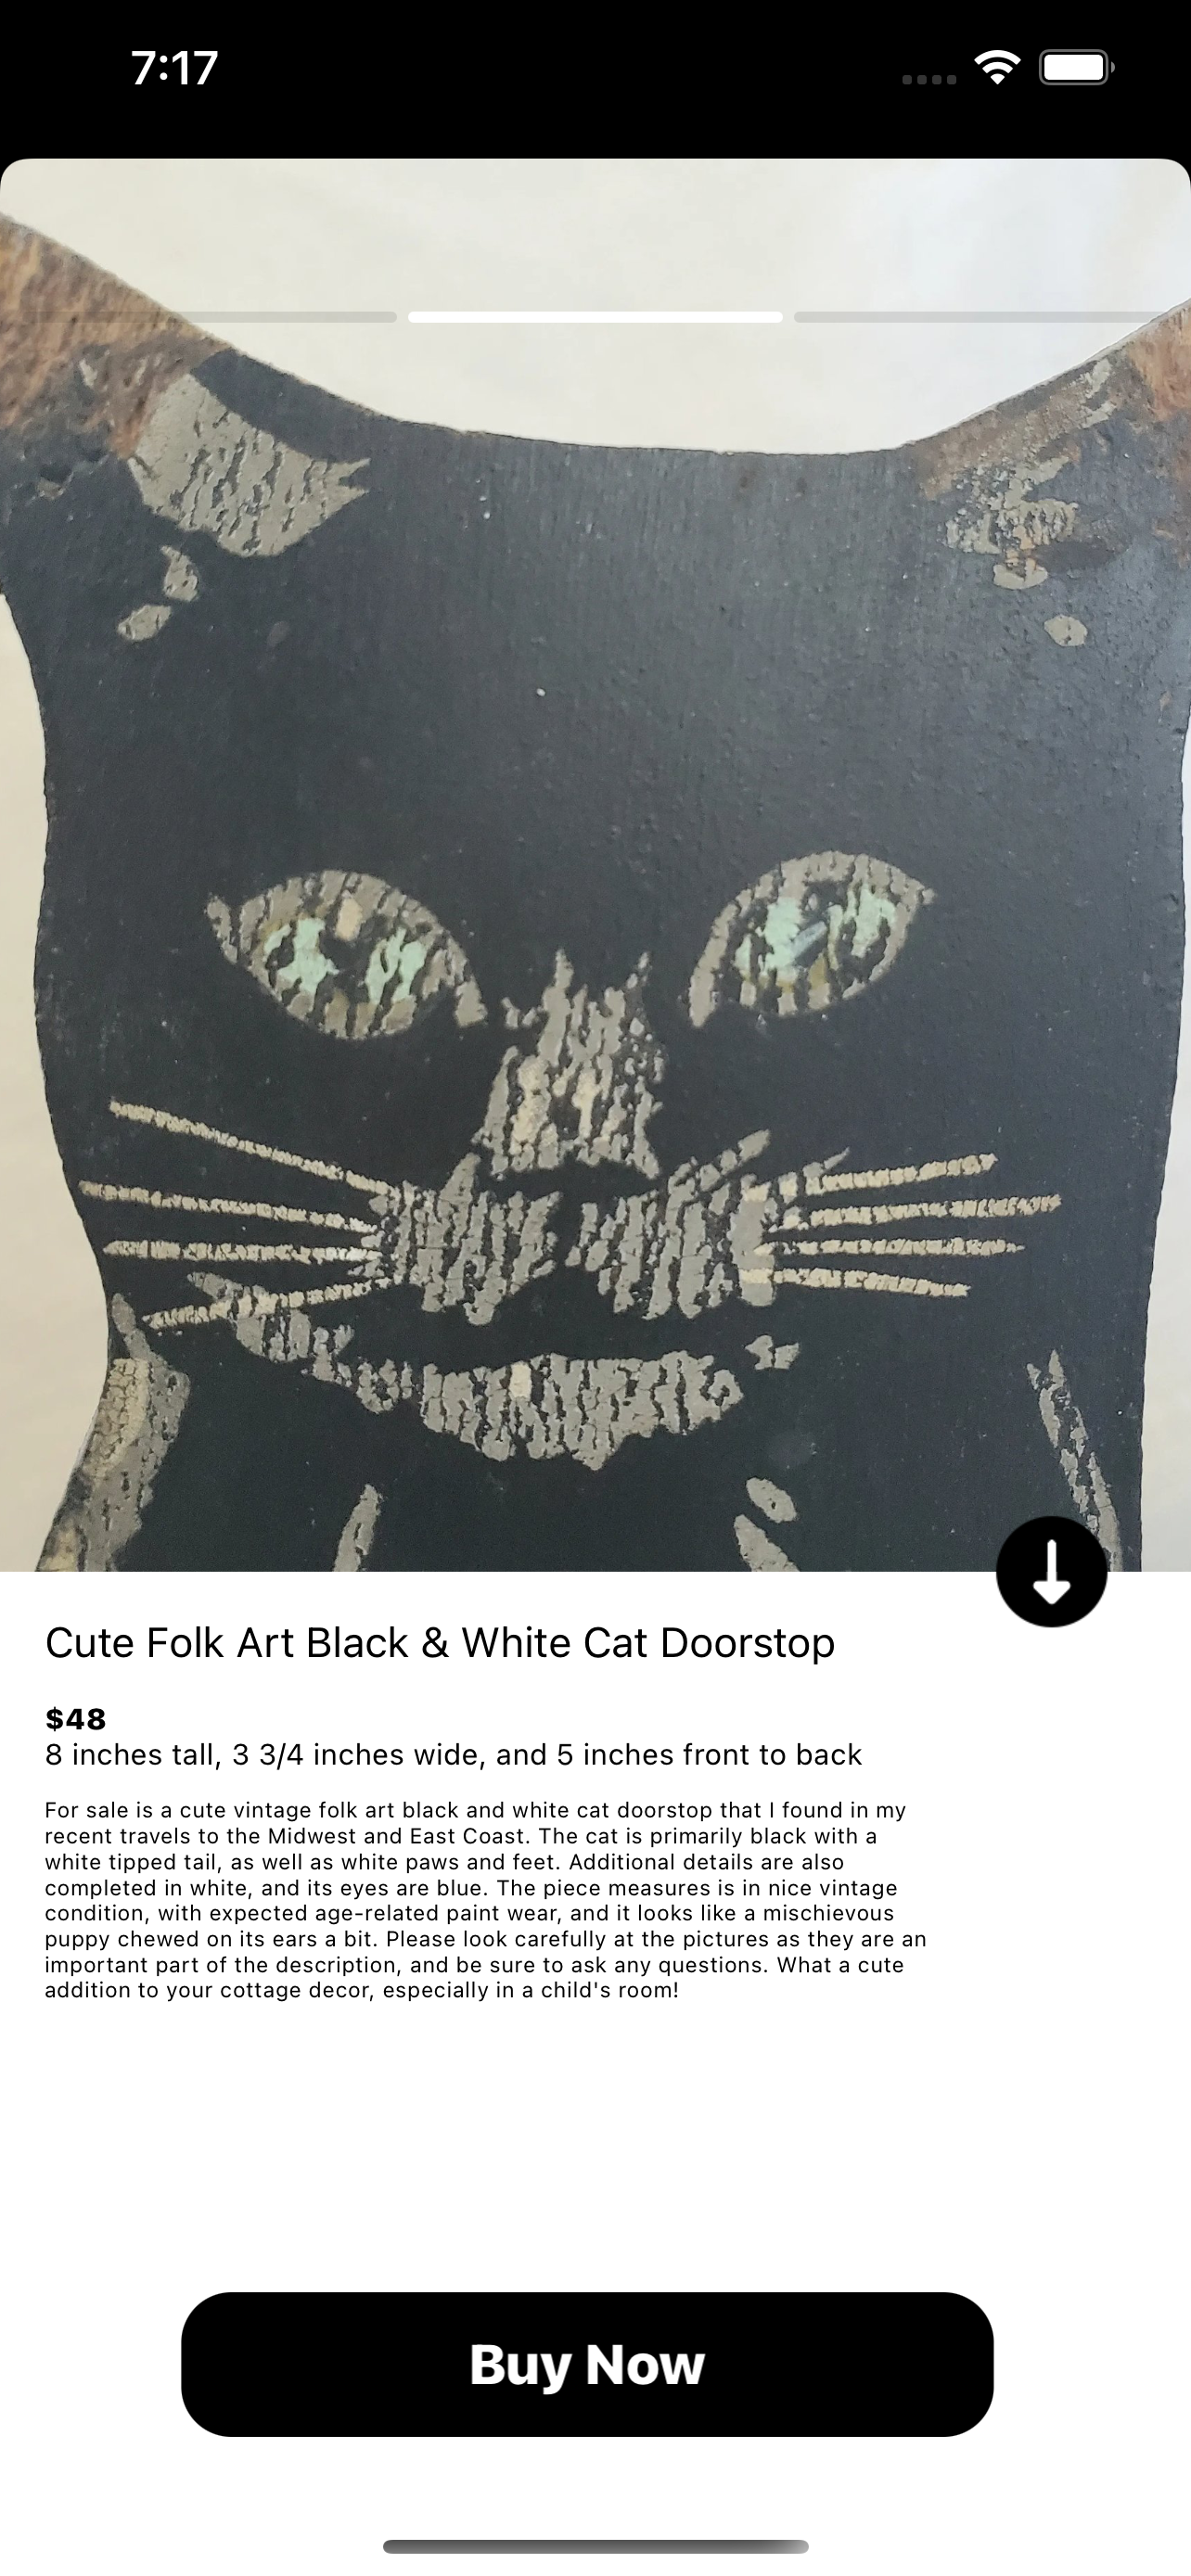 7:17
Cute Folk Art Black & White Cat Doorstop
$48
8 inches tall, 3 3/4 inches wide, and 5 inches front to back
For sale is a cute vintage folk art black and white cat doorstop that I found in my
recent travels to the Midwest and East Coast. The cat is primarily black with a
white tipped tail, as well as white paws and feet. Additional details are also
completed in white, and its eyes are blue. The piece measures is in nice vintage
condition, with expected age-related paint wear, and it looks like a mischievous
puppy chewed on its ears a bit. Please look carefully at the pictures as they are an
important part of the description, and be sure to ask any questions. What a cute
addition to your cottage decor, especially in a child's room!
Buy Now